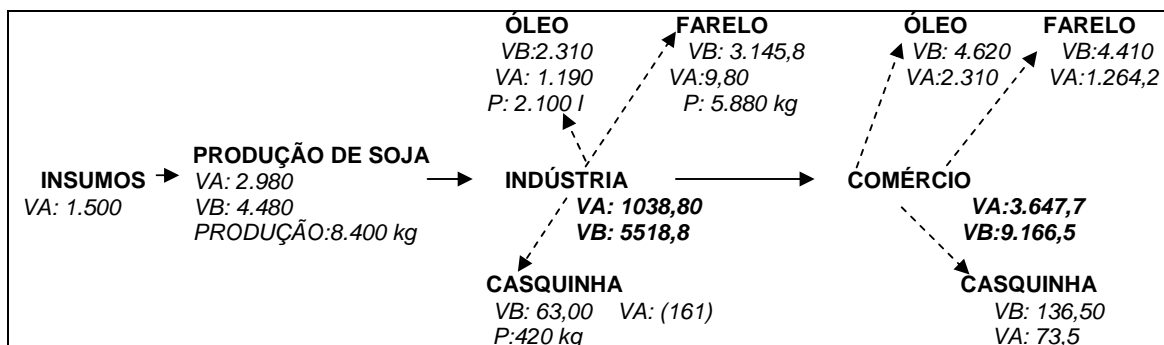 ÓLEO
VB:2.310
VA: 1.190
P: 2.100 l
FARELO
VB: 3.145,8
VA:9,80
P: 5.880 kg
ÓLEO
VB: 4.620
VA:2.310
FARELO
VB:4.410
VA:1.264,2
INSUMOS
VA: 1.500
PRODUÇÃO DE SOJA
VA: 2.980
VB: 4.480
PRODUÇÃO:8.400 kg
INDÚSTRIA
VA: 1038,80
VB: 5518,8
COMÉRCIO
VA:3.647,7
VB:9.166,5
CASQUINHA
VB: 63,00 VA: (161)
P:420 kg
CASQUINHA
VB: 136,50
VA: 73,5